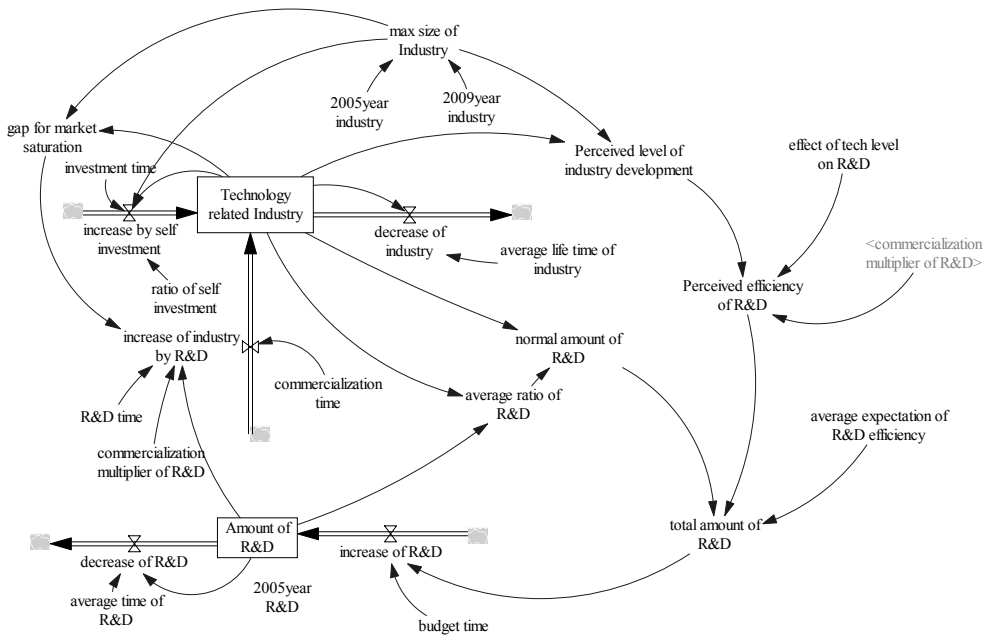 max size of
Industry
2005year
industry
2009year
industry
gap for market
saturation
investment time
Technology
related Industry
increase by self
investment
ratio of self
investment
decrease of
industry
average life time of
industry
Perceived level of
industry development
effect of tech level
on R&D
<commercialization
multiplier of R&D>
Perceived efficiency
of R&D
increase of industry
by R&D
R&D time
commercialization
multiplier of R&D
commercialization
time
normal amount of
R&D
average ratio of
R&D
average expectation of
R&D efficiency
total amount of
R&D
Amount of
R&D
increase of R&D
decrease of R&D
average time of
R&D
2005year
R&D
budget time